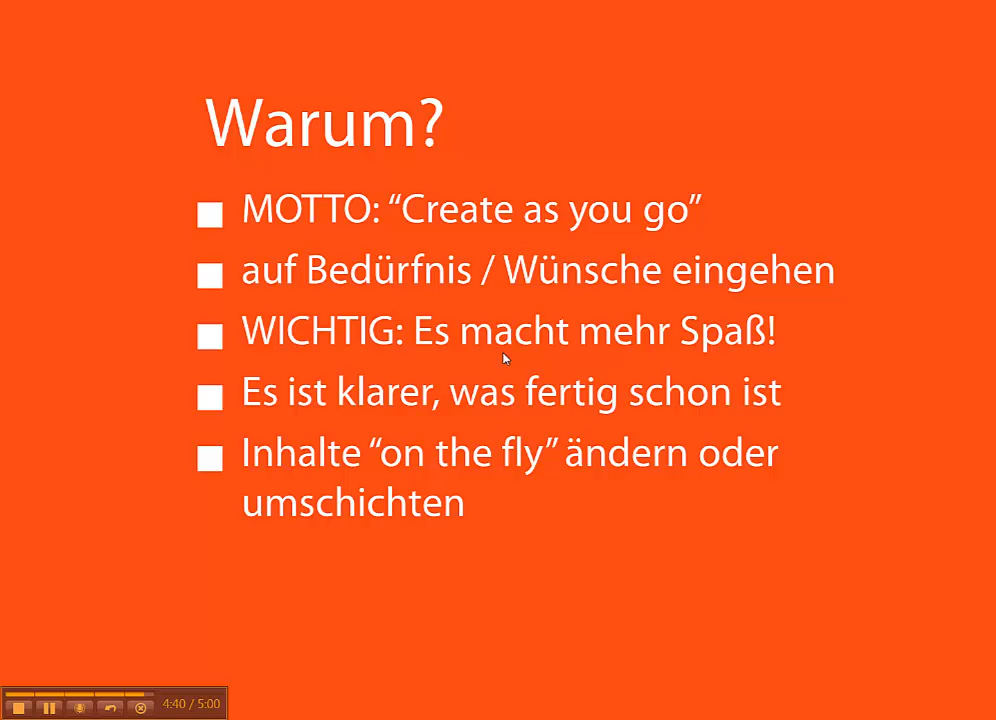 Warum?
MOTTO: “Create as you go”
auf Bedürfnis / Wünsche eingehen
WICHTIG: Es macht mehr Spaß!
Es ist klarer, was fertig schon ist
Inhalte “on the fly” ändern oder
umschichten
4:40 / 5:00